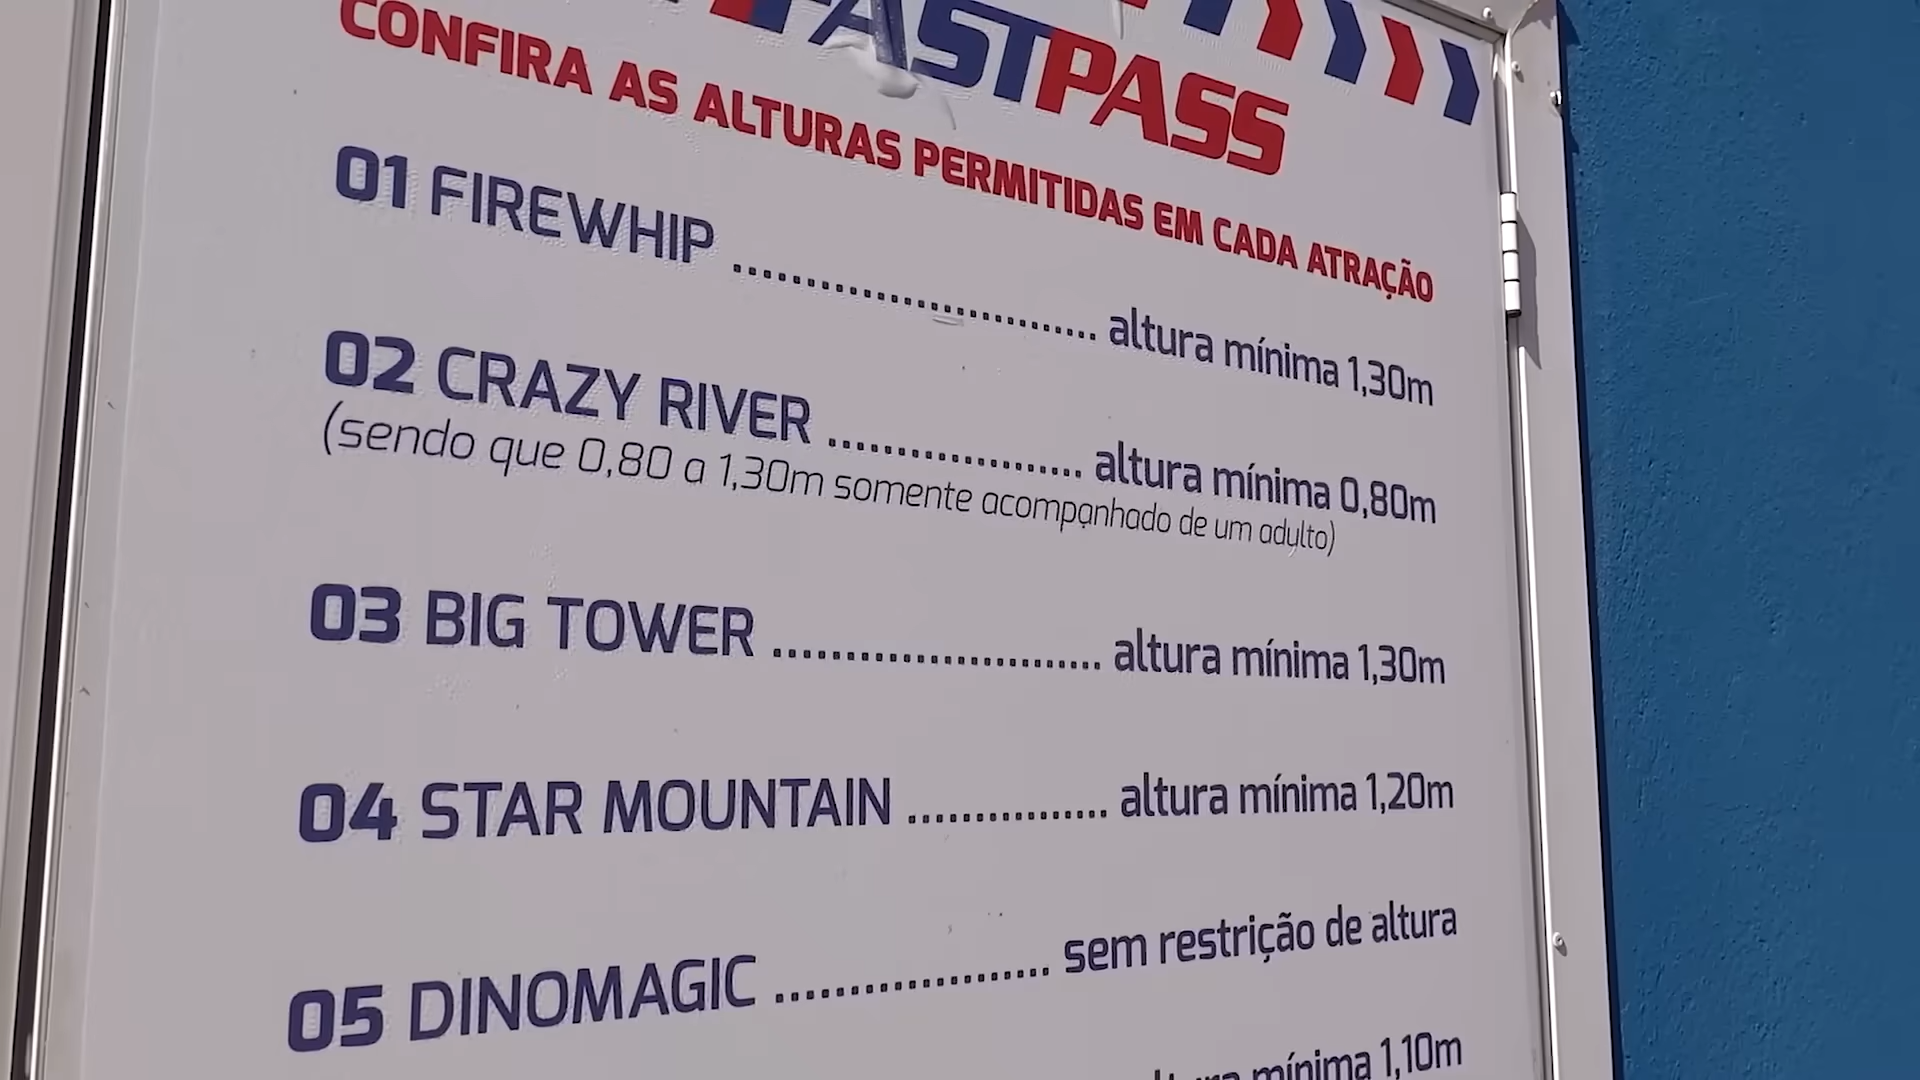 FASTPASS
CONFIRA AS ALTURAS PERMITIDAS EM CADA ATRAÇÃO
01 FIREWHIP ........................ altura mínima 1,30m
02 CRAZY RIVER .................... altura mínima 0,80m
(sendo que 0,80 a 1,30m somente acompanhado de um adulto)
03 BIG TOWER ........................ altura mínima 1,30m
04 STAR MOUNTAIN ................ altura mínima 1,20m
05 DINOMAGIC .................... sem restrição de altura
altura mínima 1,10m